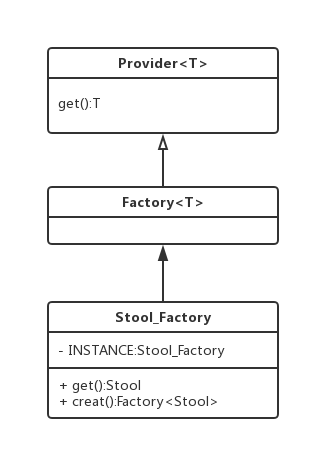 Provider<T>
get():T
Factory<T>
Stool_Factory
- INSTANCE:Stool_Factory
+ get():Stool
+ creat():Factory<Stool>